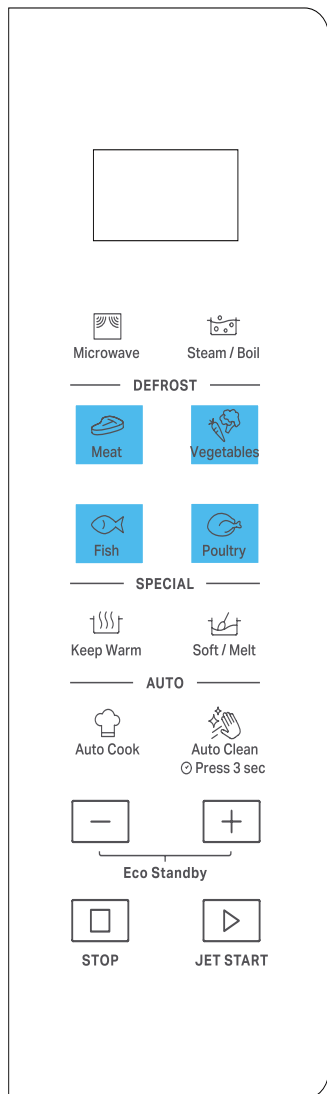 Microwave Steam / Boil
DEFROST
Meat Vegetables
Fish Poultry
SPECIAL
Keep Warm Soft / Melt
AUTO
Auto Cook Auto Clean
Press 3 sec
Eco Standby
STOP JET START